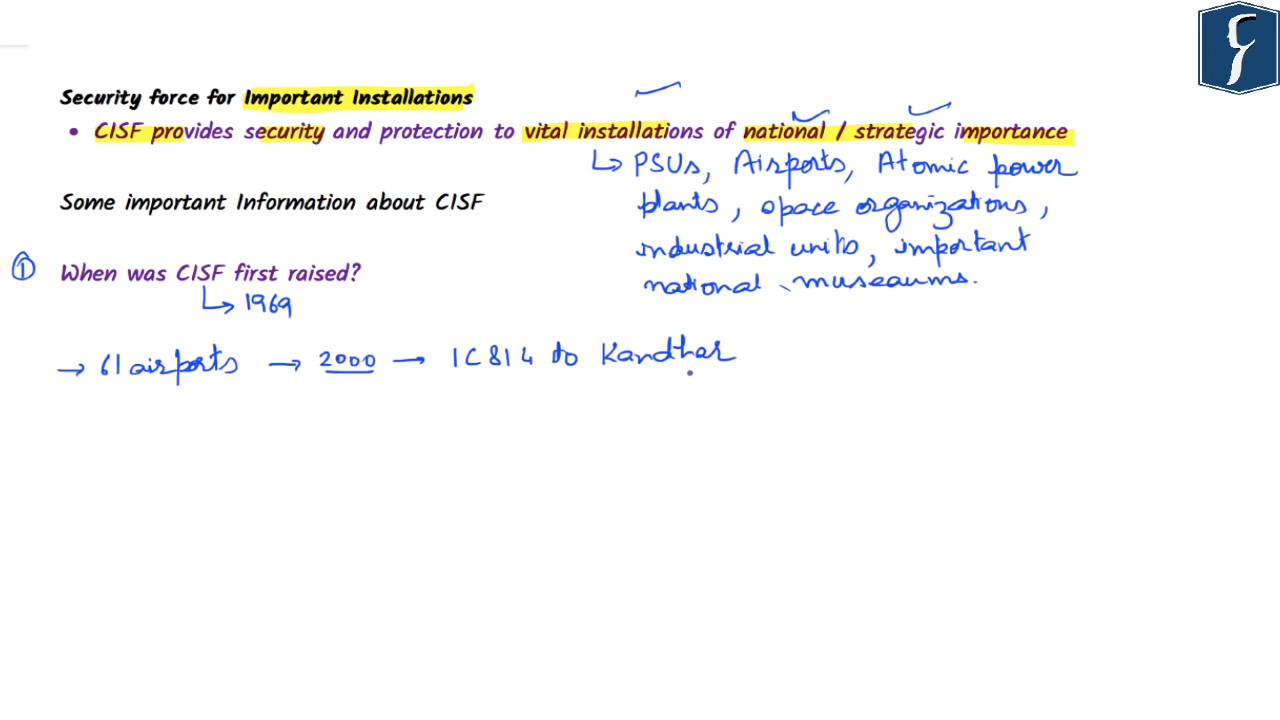 Security force for Important Installations
• CISF provides security and protection to vital installations of national / strategic importance
↳ PSUs, Airports, Atomic power
plants, space organizations,
industrial units, important
national museaums.
Some important Information about CISF
① When was CISF first raised?
↳ 1969
→ 61 airports → 2000 → IC 814 to Kandhar